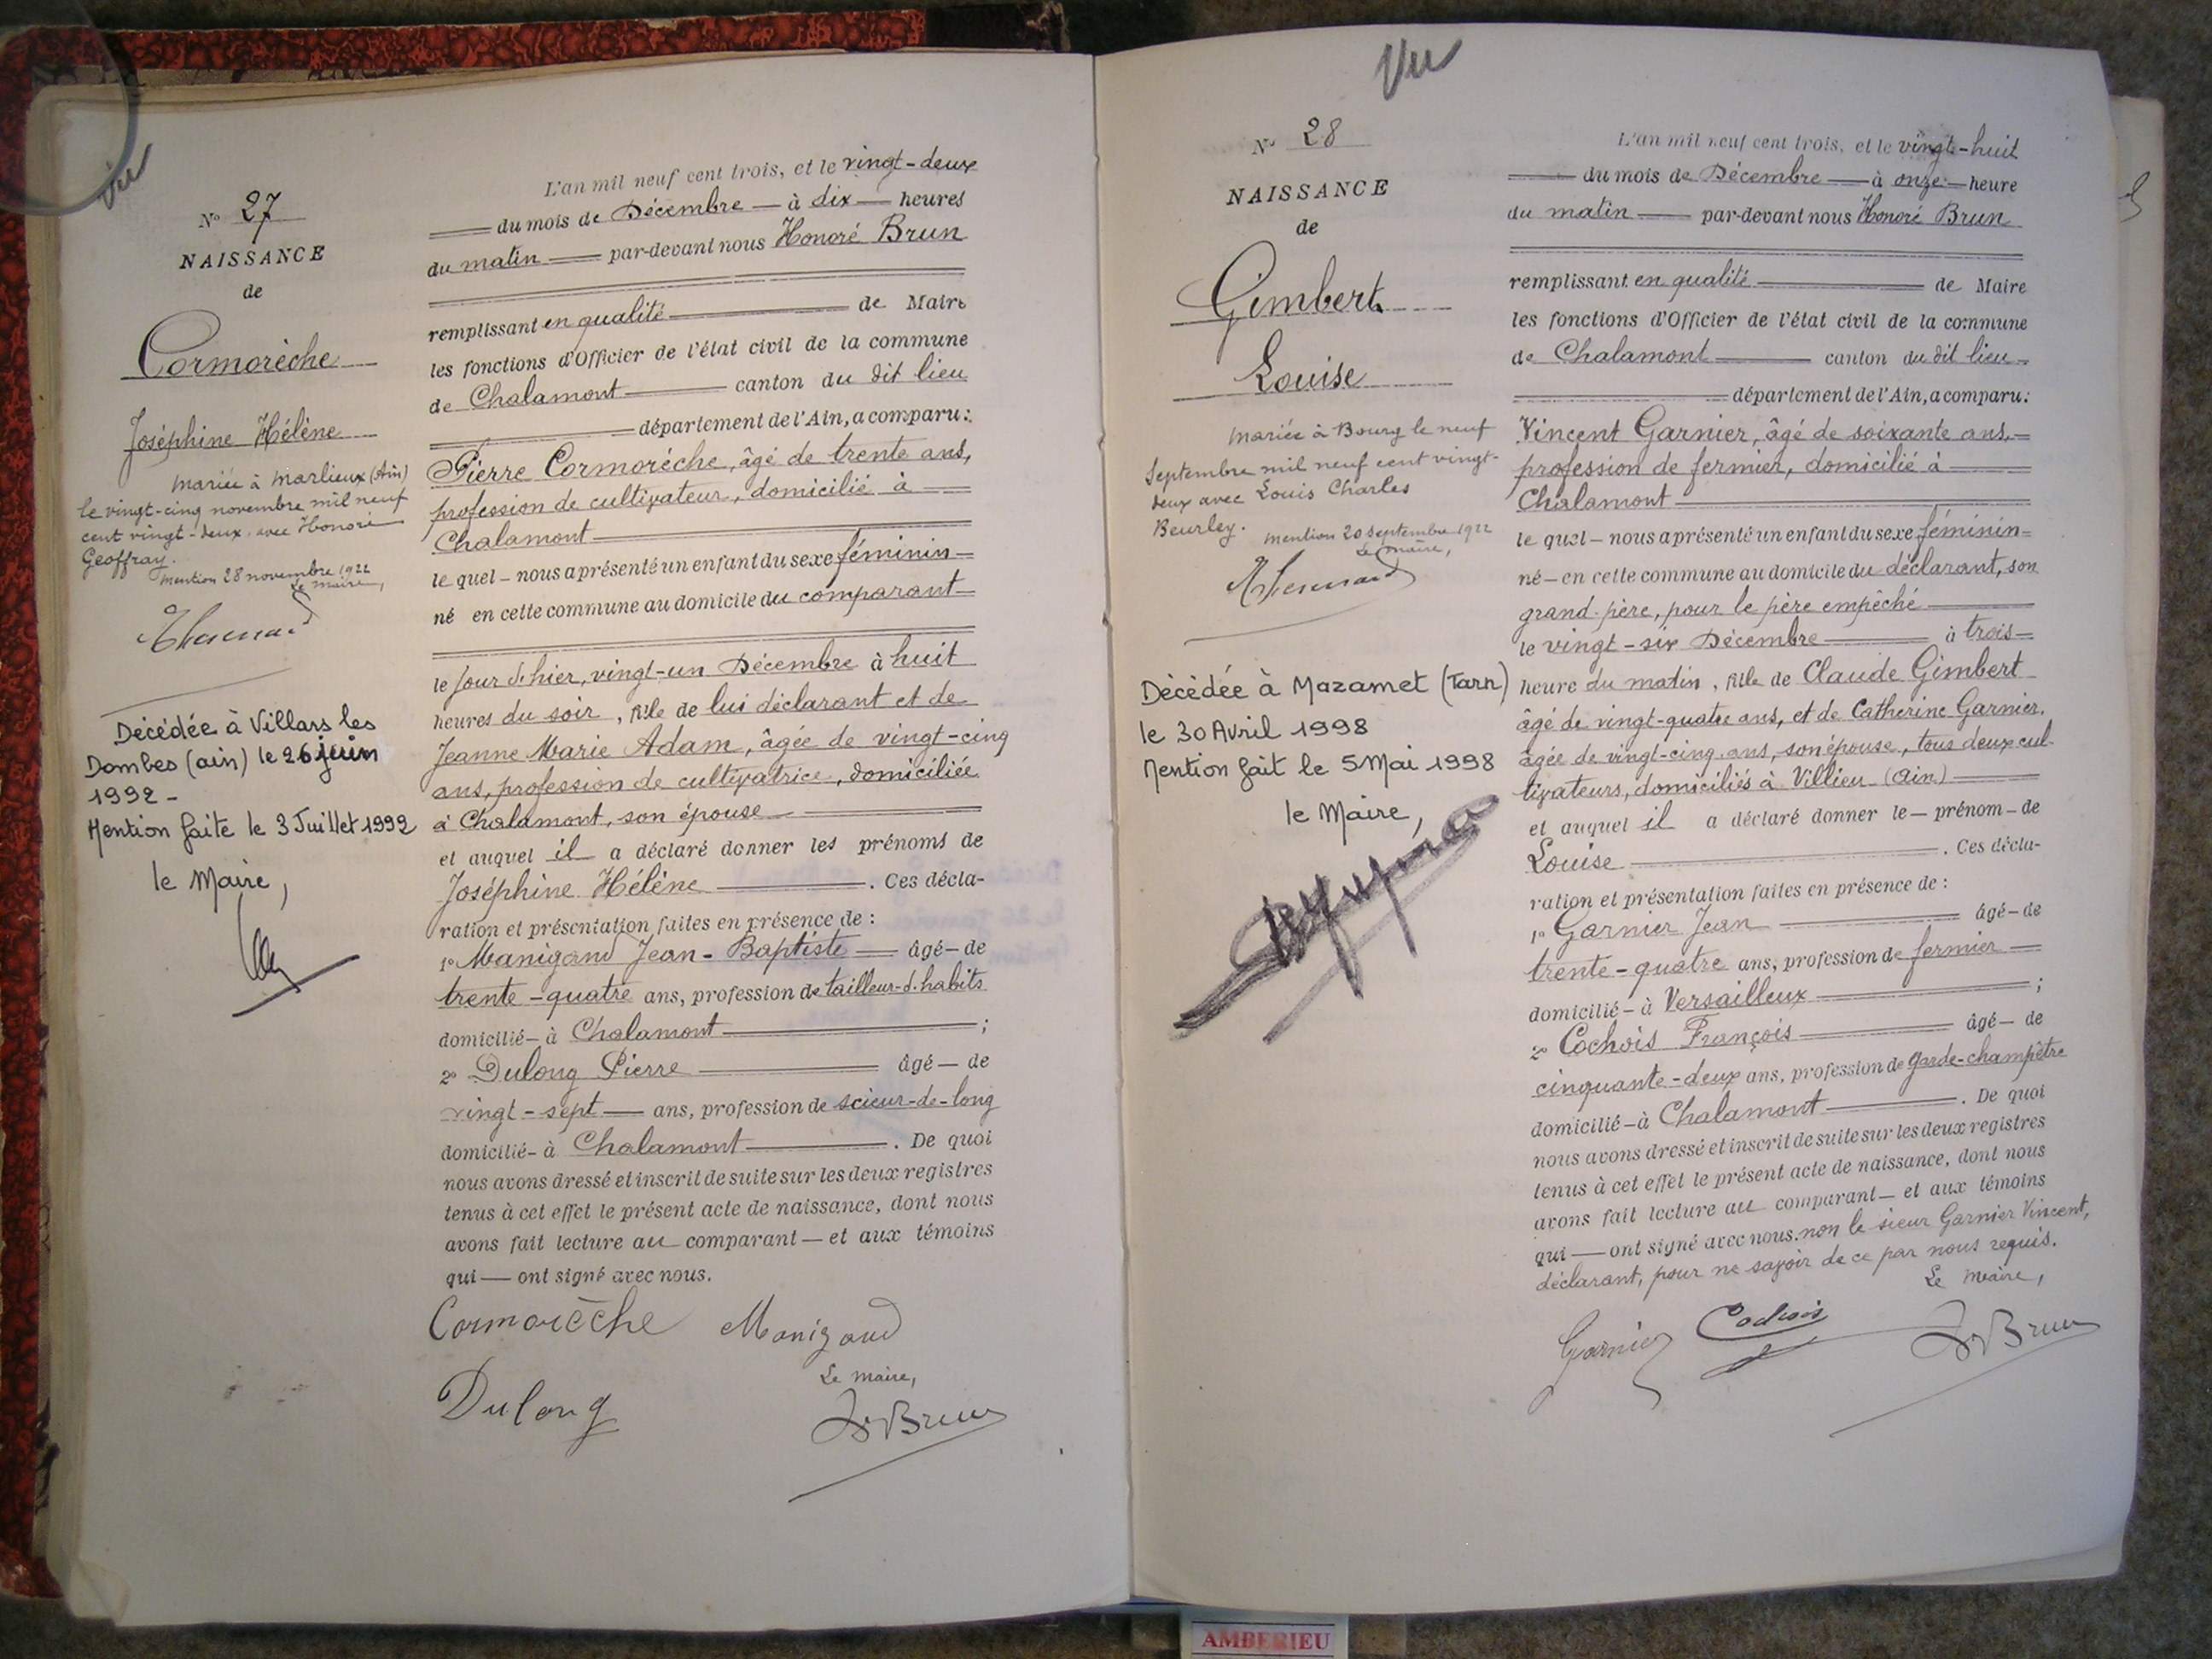 Vu
N° 27
NAISSANCE
de
Cormorèche
Joséphine Hélène
mariée à Marlieux (Ain)
le vingt-cinq novembre mil neuf
cent vingt-deux avec Honoré
Geoffray.
mention 28 novembre 1922
Le maire,
Décédée à Villars les
Dombes (ain) le 26 juin
1992-
Mention faite le 3 Juillet 1992
le Maire,
L'an mil neuf cent trois, et le vingt-deux
du mois de Décembre — à dix — heures
du matin — par-devant nous Honoré Brun
remplissant en qualité — de Maire
les fonctions d'Officier de l'état civil de la commune
de Chalamont — canton du dit lieu
département de l'Ain, a comparu:
Pierre Cormorèche, âgé de trente ans,
profession de cultivateur, domicilié à
Chalamont
le quel — nous a présenté un enfant du sexe féminin
né en cette commune au domicile du comparant
le jour d'hier, vingt-un Décembre à huit
heures du soir, fille de lui déclarant et de
Jeanne Marie Adam, âgée de vingt-cinq
ans, profession de cultivatrice, domiciliée
à Chalamont, son épouse
et auquel il a déclaré donner les prénoms de
Joséphine Hélène — . Ces décla-
ration et présentation faites en présence de :
1° Manigand Jean-Baptiste — âgé — de
trente-quatre ans, profession de tailleur-d'habits
domicilié — à Chalamont — ;
2° Dulong Pierre — âgé — de
vingt-sept — ans, profession de scieur-de-long
domicilié — à Chalamont — . De quoi
nous avons dressé et inscrit de suite sur les deux registres
tenus à cet effet le présent acte de naissance, dont nous
avons fait lecture au comparant — et aux témoins
qui — ont signé avec nous.
Cormorèche Manigand
Le maire,
Dulong Hre Brun
Vu
N° 28
NAISSANCE
de
Gimbert
Louise
mariée à Bourg le neuf
Septembre mil neuf cent vingt-
deux avec Louis Charles
Beurley. mention 20 septembre 1922
Le maire,
Décédée à Mazamet (Tarn)
le 30 Avril 1998
Mention fait le 5 Mai 1998
le Maire,
L'an mil neuf cent trois, et le vingt-huit
du mois de Décembre — à onze — heure
du matin — par-devant nous Honoré Brun
remplissant en qualité — de Maire
les fonctions d'Officier de l'état civil de la commune
de Chalamont — canton du dit lieu
département de l'Ain, a comparu:
Vincent Garnier, âgé de soixante ans,
profession de fermier, domicilié à
Chalamont
le quel — nous a présenté un enfant du sexe féminin
né — en cette commune au domicile du déclarant, son
grand-père, pour le père empêché
le vingt-six Décembre — à trois
heure du matin, fille de Claude Gimbert
âgé de vingt-quatre ans, et de Catherine Garnier,
âgée de vingt-cinq ans, son épouse, tous deux cul-
tivateurs, domiciliés à Villieu (Ain)
et auquel il a déclaré donner le — prénom — de
Louise — . Ces décla-
ration et présentation faites en présence de :
1° Garnier Jean — âgé — de
trente-quatre ans, profession de fermier
domicilié — à Versailleux — ;
2° Cochois François — âgé — de
cinquante-deux ans, profession de garde-champêtre
domicilié — à Chalamont — . De quoi
nous avons dressé et inscrit de suite sur les deux registres
tenus à cet effet le présent acte de naissance, dont nous
avons fait lecture au comparant — et aux témoins
qui — ont signé avec nous. non le sieur Garnier Vincent,
déclarant, pour ne savoir de ce par nous requis.
Le maire,
Garnier Cochois Hre Brun
AMBERIEU